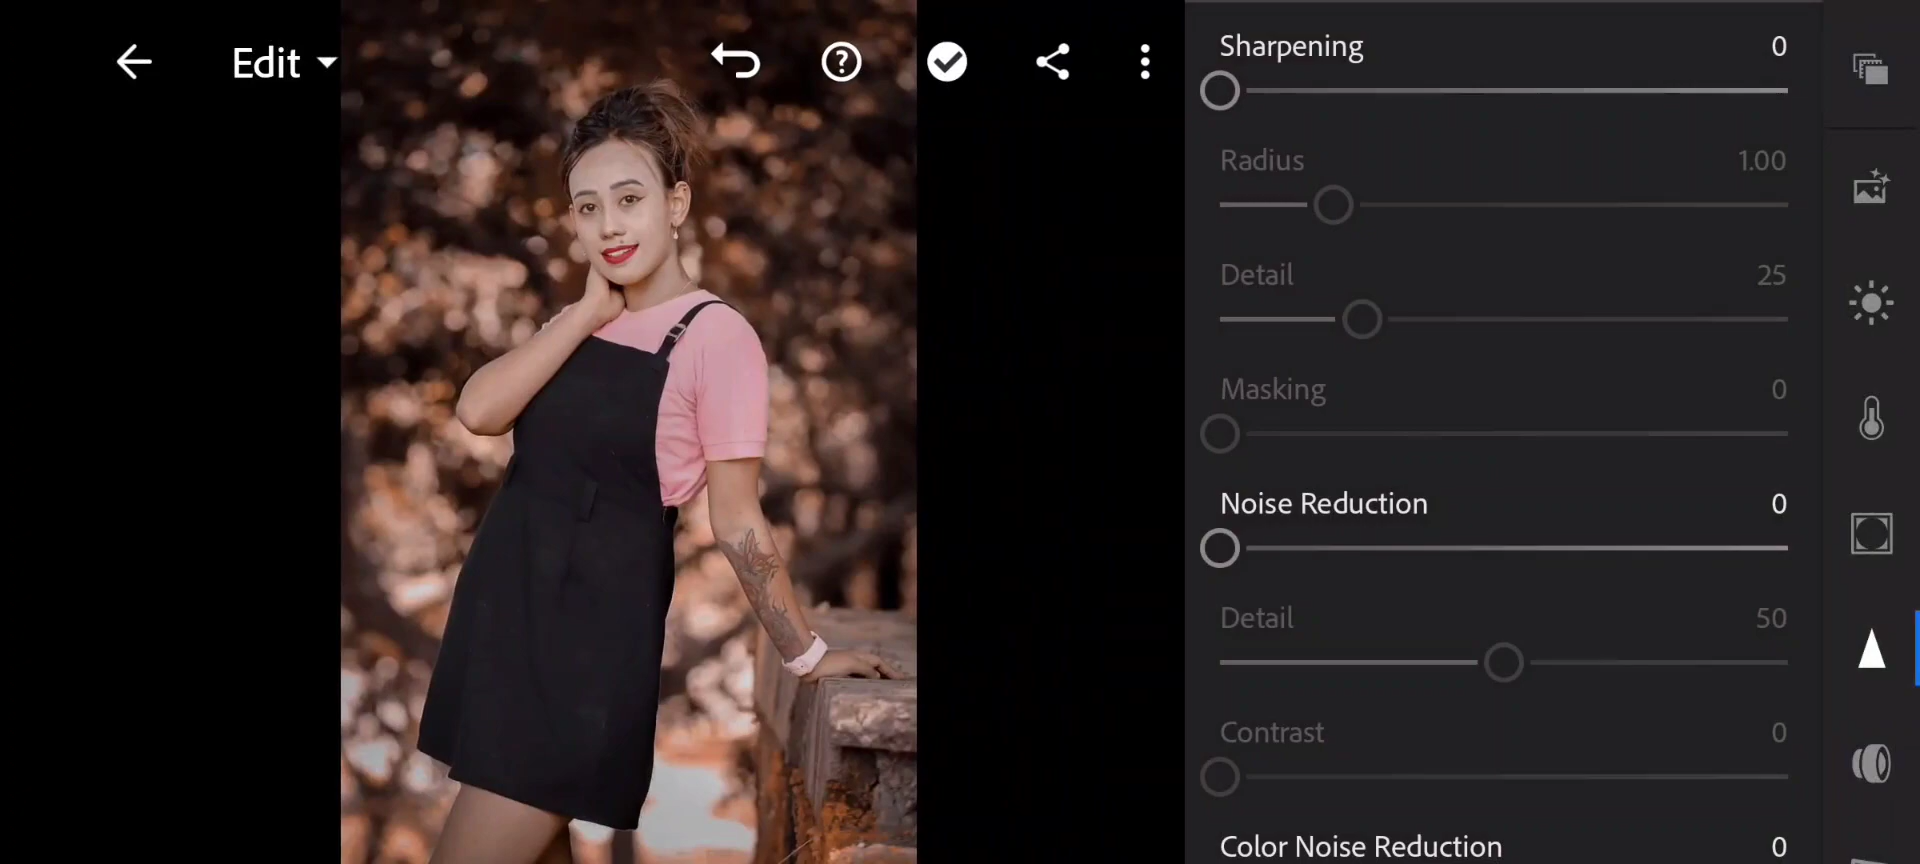 Edit
Sharpening 0
Radius 1.00
Detail 25
Masking 0
Noise Reduction 0
Detail 50
Contrast 0
Color Noise Reduction 0